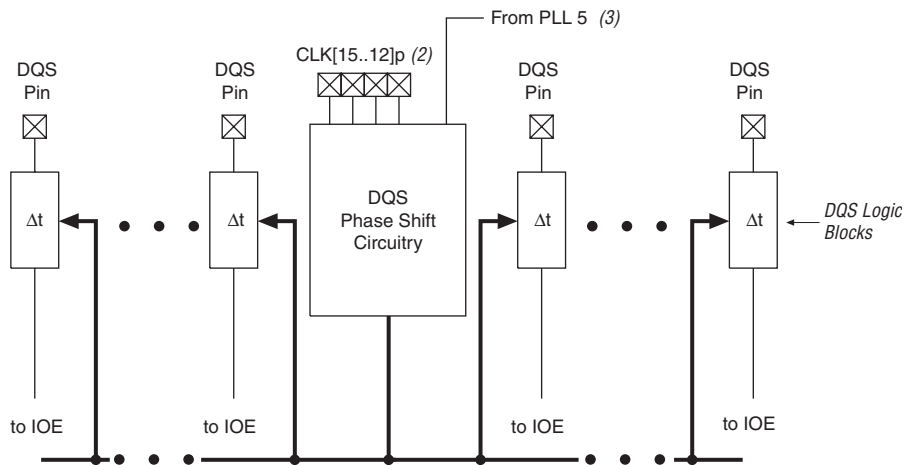 From PLL 5 (3)
CLK[15..12]p (2)
DQS
Pin
DQS
Pin
DQS
Pin
DQS
Pin
DQS
Phase Shift
Circuitry
Δt
Δt
Δt
Δt
DQS Logic
Blocks
to IOE
to IOE
to IOE
to IOE